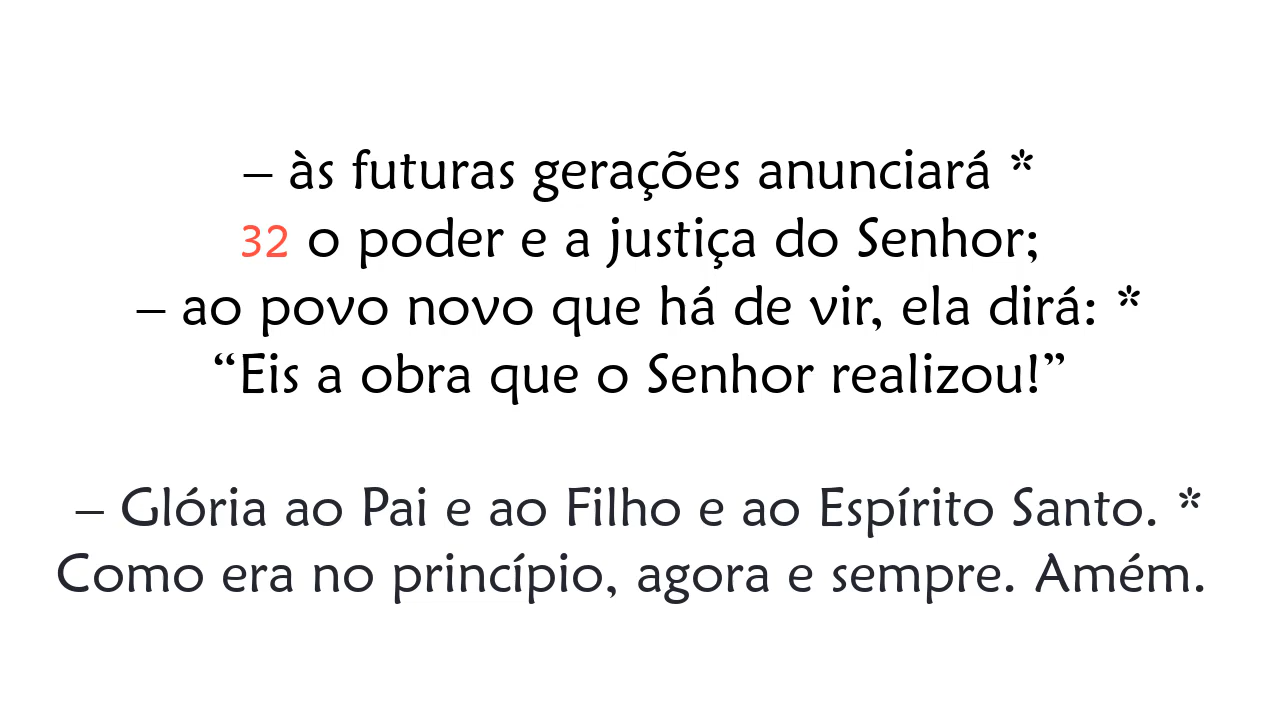 – às futuras gerações anunciará *
32 o poder e a justiça do Senhor;
– ao povo novo que há de vir, ela dirá: *
“Eis a obra que o Senhor realizou!”
– Glória ao Pai e ao Filho e ao Espírito Santo. *
Como era no princípio, agora e sempre. Amém.